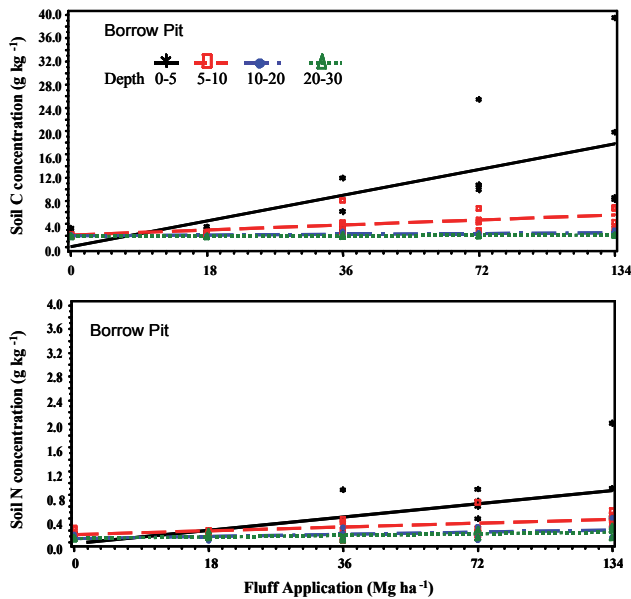 Borrow Pit
Depth 0-5 5-10 10-20 20-30
Soil C concentration (g kg⁻¹)
40.0
36.0
32.0
28.0
24.0
20.0
16.0
12.0
8.0
4.0
0.0
0 18 36 72 134
Borrow Pit
Soil N concentration (g kg⁻¹)
4.0
3.6
3.2
2.8
2.4
2.0
1.6
1.2
0.8
0.4
0.0
0 18 36 72 134
Fluff Application (Mg ha⁻¹)